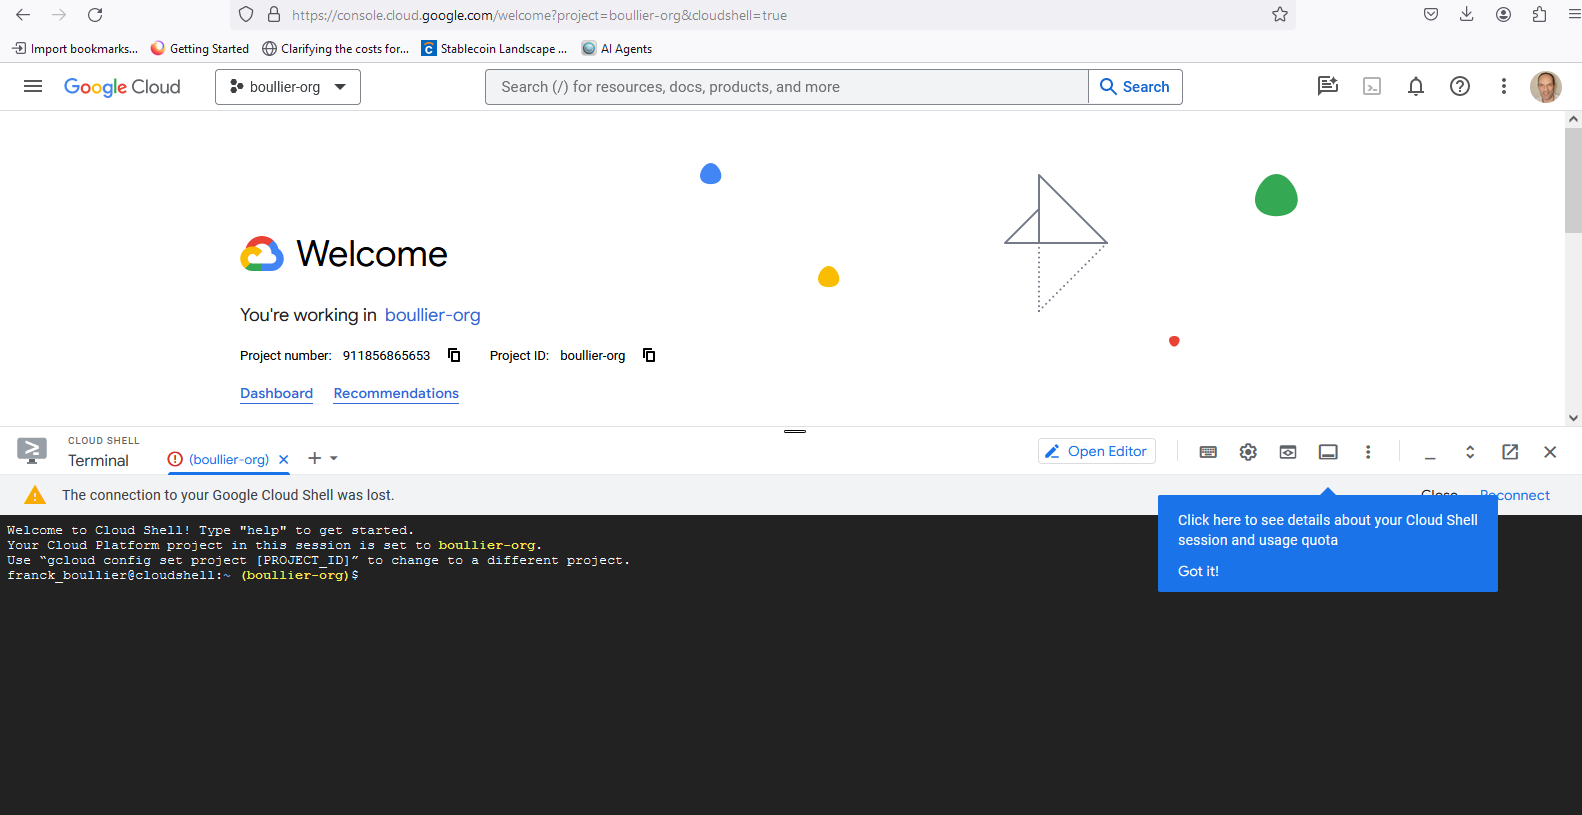 https://console.cloud.google.com/welcome?project=boullier-org&cloudshell=true
Import bookmarks...
Getting Started
Clarifying the costs for...
Stablecoin Landscape ...
AI Agents
Google Cloud
boullier-org
Search (/) for resources, docs, products, and more
Search
Welcome
You're working in boullier-org
Project number: 911856865653
Project ID: boullier-org
Dashboard
Recommendations
CLOUD SHELL
Terminal
(boullier-org)
Open Editor
The connection to your Google Cloud Shell was lost.
Close
Reconnect
Click here to see details about your Cloud Shell
session and usage quota
Got it!
Welcome to Cloud Shell! Type "help" to get started.
Your Cloud Platform project in this session is set to boullier-org.
Use “gcloud config set project [PROJECT_ID]” to change to a different project.
franck_boullier@cloudshell:~ (boullier-org)$